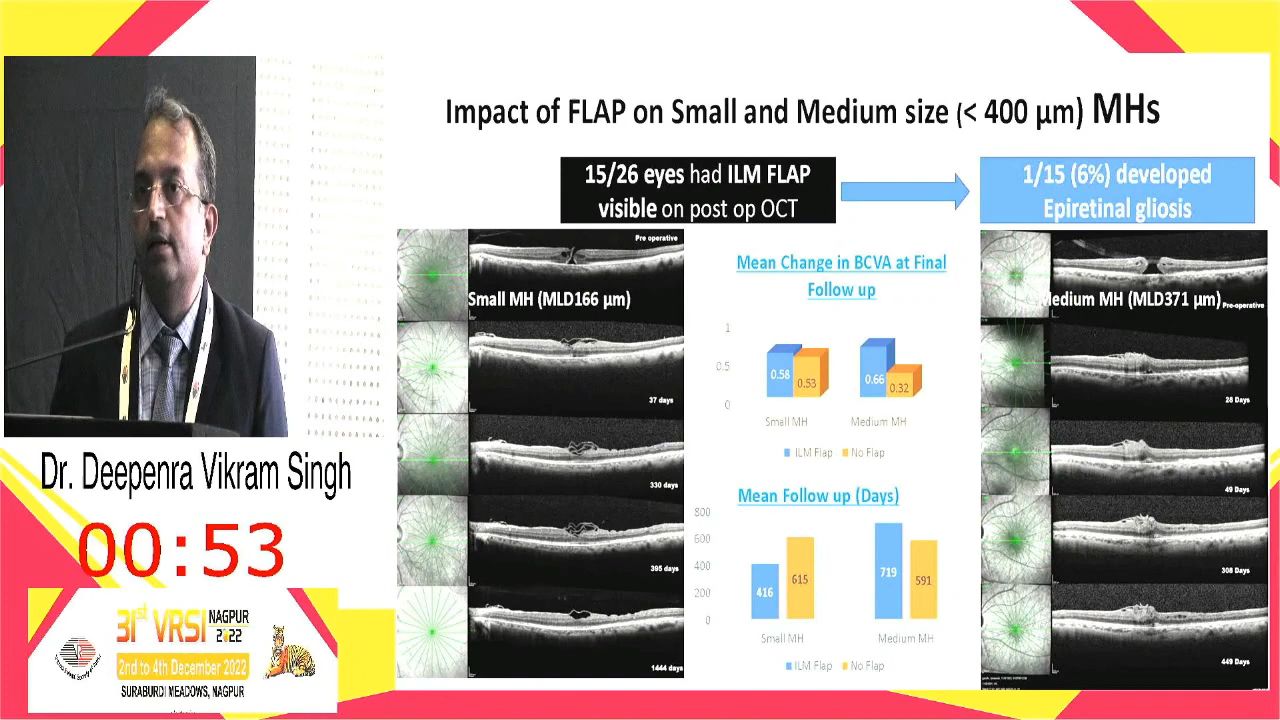 Impact of FLAP on Small and Medium size (< 400 µm) MHs
15/26 eyes had ILM FLAP
visible on post op OCT
1/15 (6%) developed
Epiretinal gliosis
Pre operative
Small MH (MLD166 µm)
37 days
330 days
395 days
1444 days
Mean Change in BCVA at Final
Follow up
1
0.5
0
0.58
0.53
0.66
0.32
Small MH
Medium MH
ILM Flap
No Flap
Mean Follow up (Days)
800
600
400
200
0
416
615
719
591
Small MH
Medium MH
ILM Flap
No Flap
Medium MH (MLD371 µm)
Pre-operative
28 Days
49 Days
308 Days
449 Days
Dr. Deepenra Vikram Singh
00:53
31st VRSI NAGPUR
2022
2nd to 4th December 2022
SURABURDI MEADOWS, NAGPUR